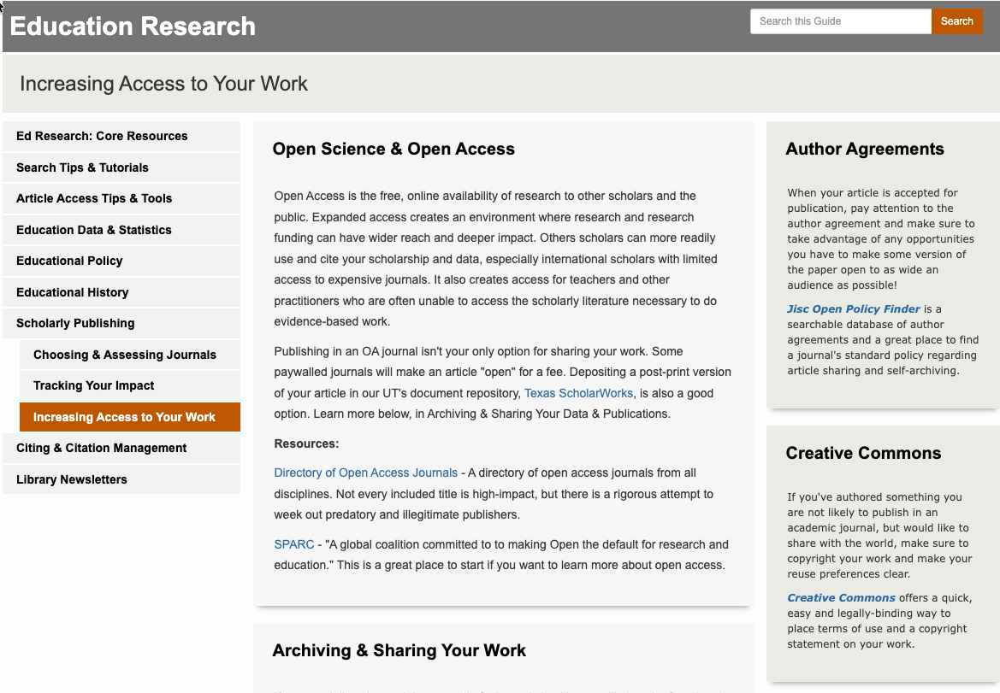 Education Research
Search this Guide
Search
Increasing Access to Your Work
Ed Research: Core Resources
Search Tips & Tutorials
Article Access Tips & Tools
Education Data & Statistics
Educational Policy
Educational History
Scholarly Publishing
Choosing & Assessing Journals
Tracking Your Impact
Increasing Access to Your Work
Citing & Citation Management
Library Newsletters
Open Science & Open Access
Open Access is the free, online availability of research to other scholars and the
public. Expanded access creates an environment where research and research
funding can have wider reach and deeper impact. Others scholars can more readily
use and cite your scholarship and data, especially international scholars with limited
access to expensive journals. It also creates access for teachers and other
practitioners who are often unable to access the scholarly literature necessary to do
evidence-based work.
Publishing in an OA journal isn't your only option for sharing your work. Some
paywalled journals will make an article "open" for a fee. Depositing a post-print version
of your article in our UT's document repository, Texas ScholarWorks, is also a good
option. Learn more below, in Archiving & Sharing Your Data & Publications.
Resources:
Directory of Open Access Journals - A directory of open access journals from all
disciplines. Not every included title is high-impact, but there is a rigorous attempt to
week out predatory and illegitimate publishers.
SPARC - "A global coalition committed to to making Open the default for research and
education." This is a great place to start if you want to learn more about open access.
Archiving & Sharing Your Work
Author Agreements
When your article is accepted for
publication, pay attention to the
author agreement and make sure to
take advantage of any opportunities
you have to make some version of
the paper open to as wide an
audience as possible!
Jisc Open Policy Finder is a
searchable database of author
agreements and a great place to find
a journal's standard policy regarding
article sharing and self-archiving.
Creative Commons
If you've authored something you
are not likely to publish in an
academic journal, but would like to
share with the world, make sure to
copyright your work and make your
reuse preferences clear.
Creative Commons offers a quick,
easy and legally-binding way to
place terms of use and a copyright
statement on your work.